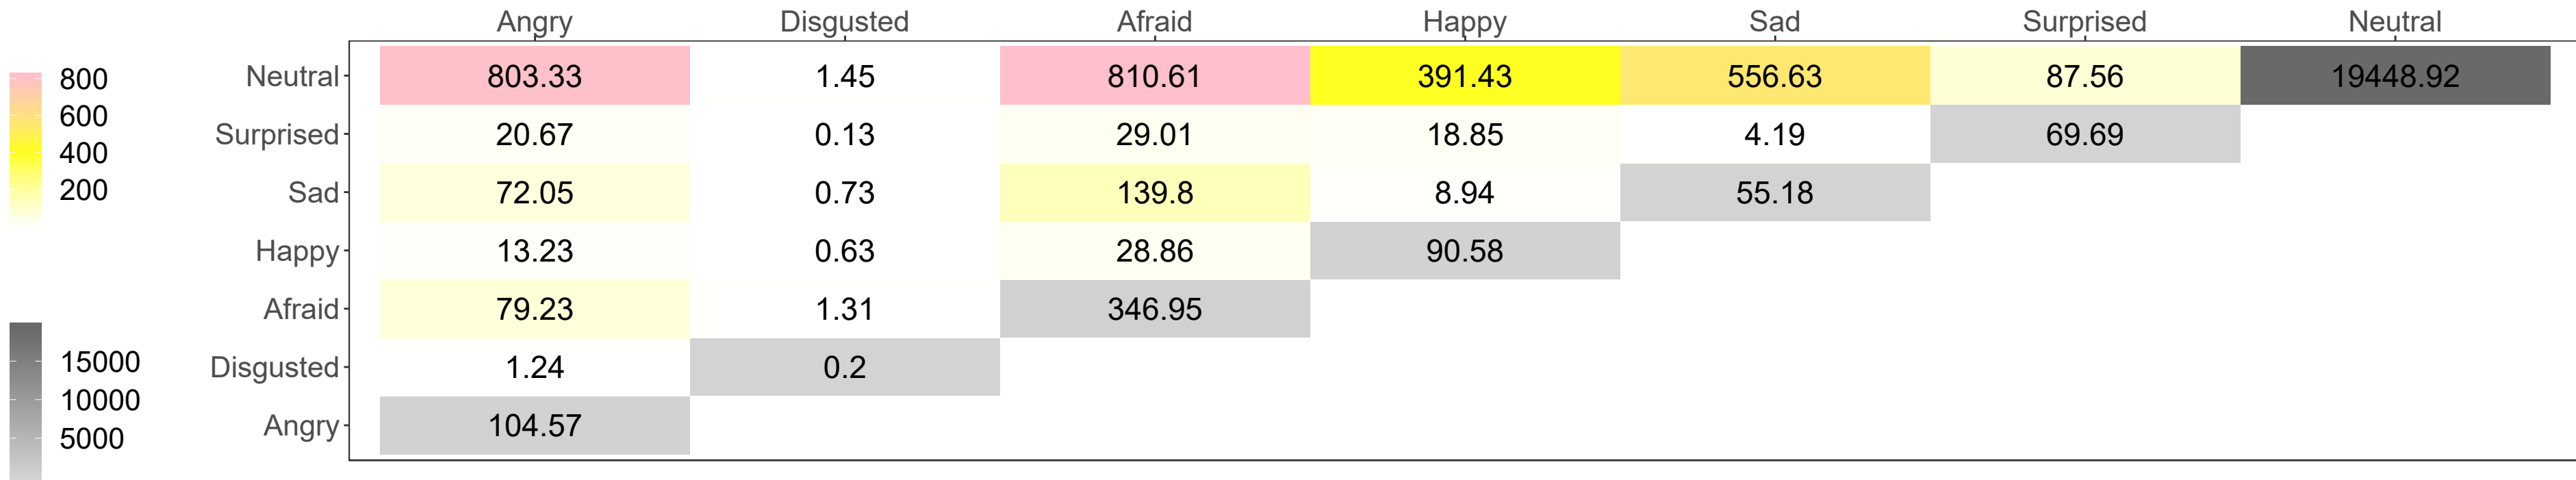 Angry Disgusted Afraid Happy Sad Surprised Neutral
800
600
400
200
15000
10000
5000
Neutral 803.33 1.45 810.61 391.43 556.63 87.56 19448.92
Surprised 20.67 0.13 29.01 18.85 4.19 69.69
Sad 72.05 0.73 139.8 8.94 55.18
Happy 13.23 0.63 28.86 90.58
Afraid 79.23 1.31 346.95
Disgusted 1.24 0.2
Angry 104.57